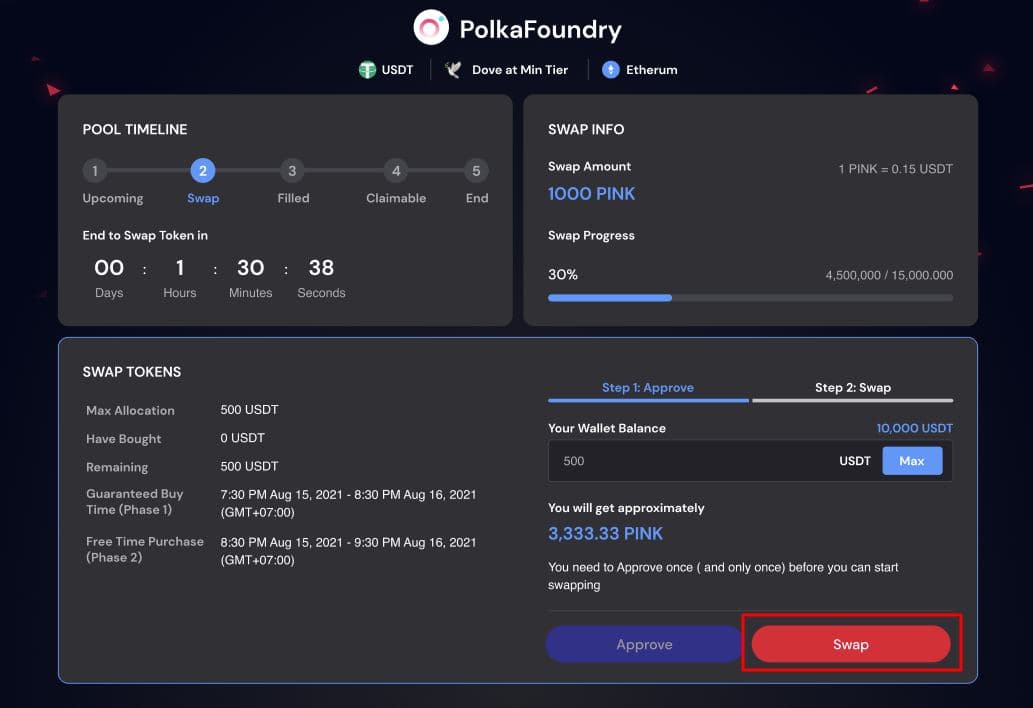 PolkaFoundry
USDT
Dove at Min Tier
Etherum
POOL TIMELINE
1
2
3
4
5
Upcoming
Swap
Filled
Claimable
End
End to Swap Token in
00 : 1 : 30 : 38
Days
Hours
Minutes
Seconds
SWAP INFO
Swap Amount
1 PINK = 0.15 USDT
1000 PINK
Swap Progress
30%
4,500,000 / 15,000.000
SWAP TOKENS
Max Allocation
500 USDT
Have Bought
0 USDT
Remaining
500 USDT
Guaranteed Buy
Time (Phase 1)
7:30 PM Aug 15, 2021 - 8:30 PM Aug 16, 2021
(GMT+07:00)
Free Time Purchase
(Phase 2)
8:30 PM Aug 15, 2021 - 9:30 PM Aug 16, 2021
(GMT+07:00)
Step 1: Approve
Step 2: Swap
Your Wallet Balance
10,000 USDT
500
USDT
Max
You will get approximately
3,333.33 PINK
You need to Approve once ( and only once) before you can start
swapping
Approve
Swap